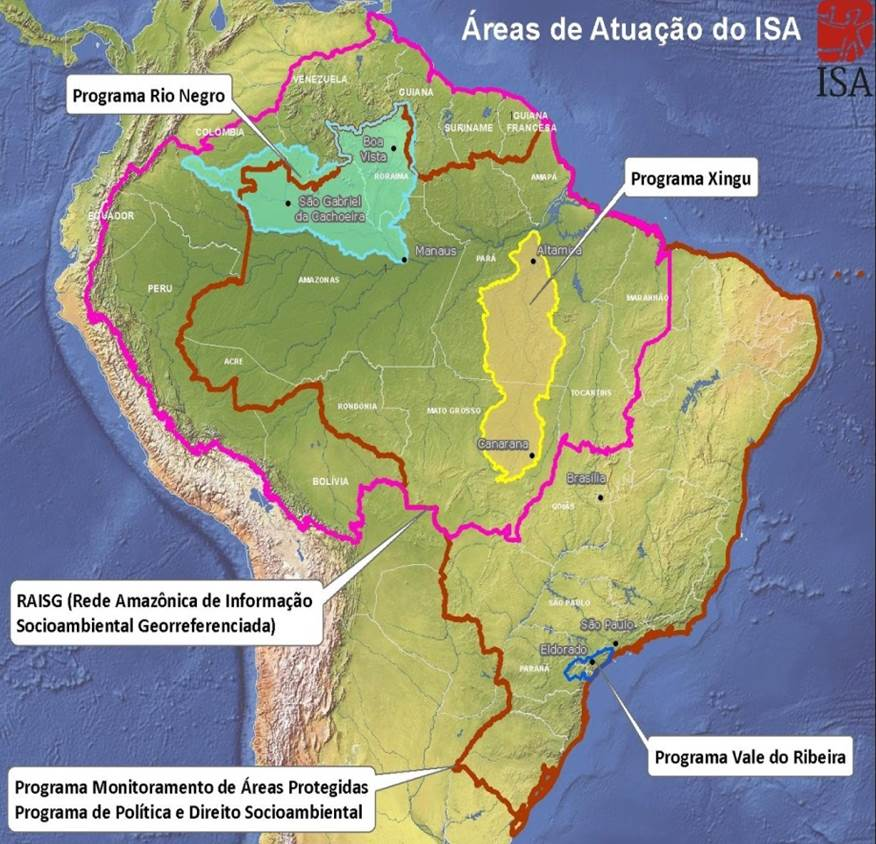 Áreas de Atuação do ISA
ISA
VENEZUELA
Programa Rio Negro
GUIANA
COLOMBIA
SURINAME
GUIANA
FRANCESA
Boa
Vista
RORAIMA
AMAPÁ
Programa Xingu
São Gabriel
da Cachoeira
EQUADOR
Manaus
Altamira
PARÁ
AMAZONAS
PERU
MARANHÃO
ACRE
RONDÔNIA
MATO GROSSO
TOCANTINS
Canarana
BOLÍVIA
Brasília
GOIÁS
RAISG (Rede Amazônica de Informação
Socioambiental Georreferenciada)
SÃO PAULO
São Paulo
Eldorado
PARANÁ
Programa Vale do Ribeira
Programa Monitoramento de Áreas Protegidas
Programa de Política e Direito Socioambiental